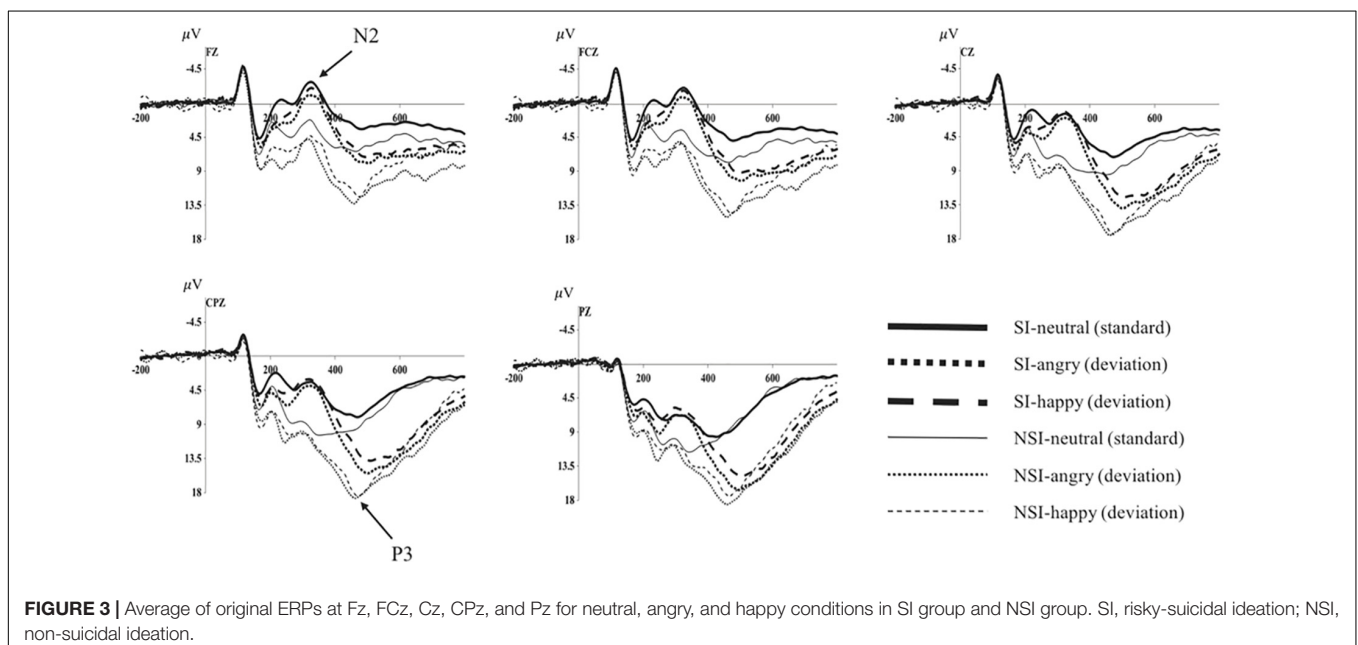 µV
FZ
N2
-4.5
-200
200
400
600
4.5
9
13.5
18
µV
FCZ
-4.5
-200
0
200
400
600
4.5
9
13.5
18
µV
CZ
-4.5
-200
0
200
400
600
4.5
9
13.5
18
µV
CPZ
-4.5
-200
200
400
600
4.5
9
13.5
18
P3
µV
PZ
-4.5
-200
200
400
600
4.5
9
13.5
18
SI-neutral (standard)
SI-angry (deviation)
SI-happy (deviation)
NSI-neutral (standard)
NSI-angry (deviation)
NSI-happy (deviation)
FIGURE 3 | Average of original ERPs at Fz, FCz, Cz, CPz, and Pz for neutral, angry, and happy conditions in SI group and NSI group. SI, risky-suicidal ideation; NSI,
non-suicidal ideation.